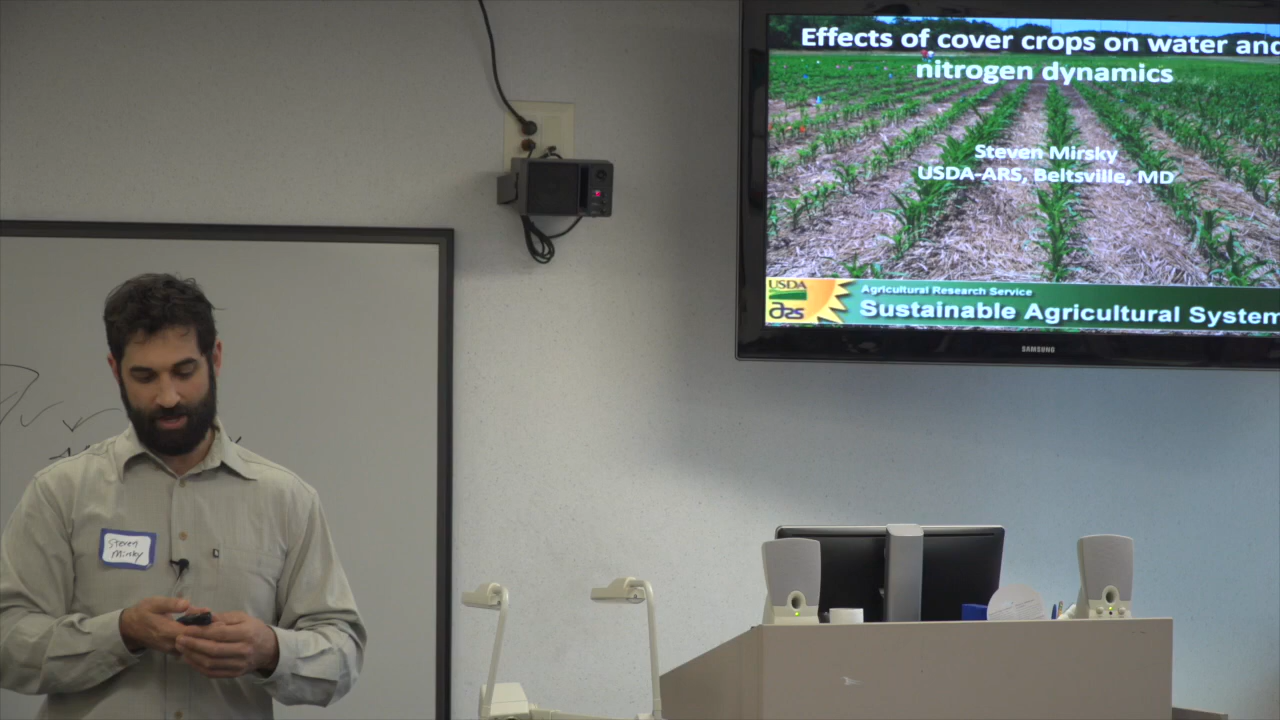 Effects of cover crops on water and
nitrogen dynamics
Steven Mirsky
USDA-ARS, Beltsville, MD
USDA
ars
Agricultural Research Service
Sustainable Agricultural System
SAMSUNG
Steven
Mirsky